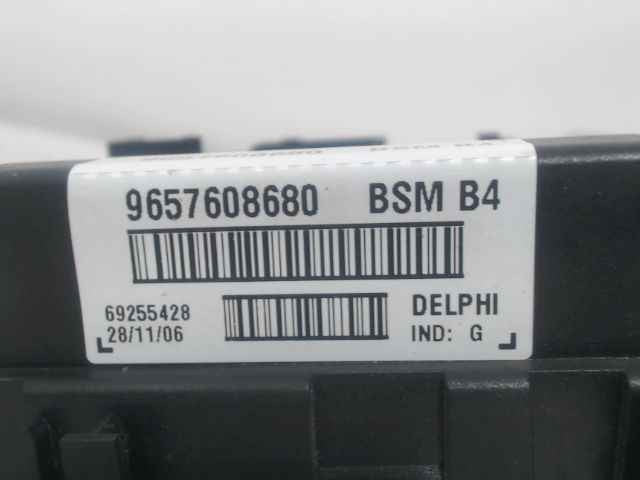 9657608680 BSM B4
69255428 DELPHI
28/11/06 IND: G